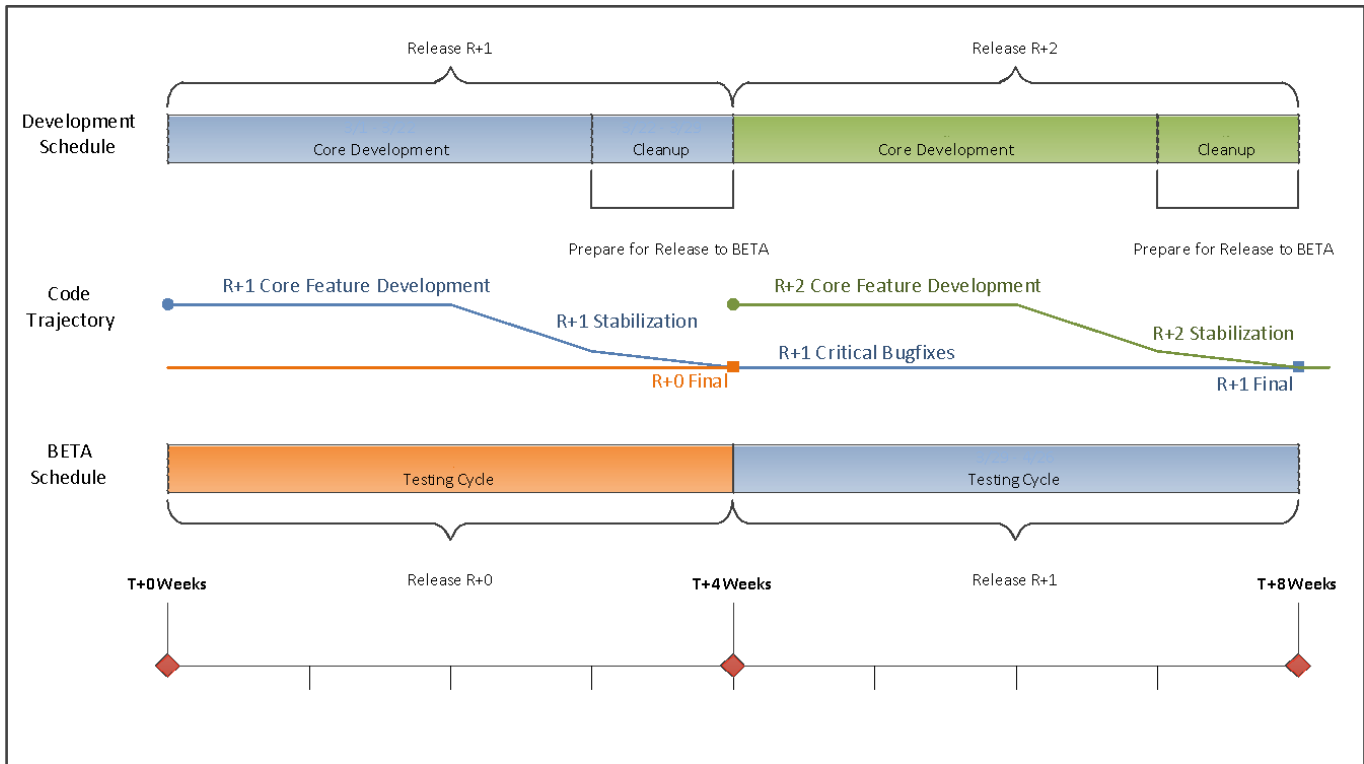 Release R+1
Release R+2
Development
Schedule
Core Development
Cleanup
Core Development
Cleanup
Prepare for Release to BETA
Prepare for Release to BETA
Code
Trajectory
R+1 Core Feature Development
R+1 Stabilization
R+0 Final
R+2 Core Feature Development
R+2 Stabilization
R+1 Critical Bugfixes
R+1 Final
BETA
Schedule
Testing Cycle
Testing Cycle
T+0 Weeks
Release R+0
T+4 Weeks
Release R+1
T+8 Weeks